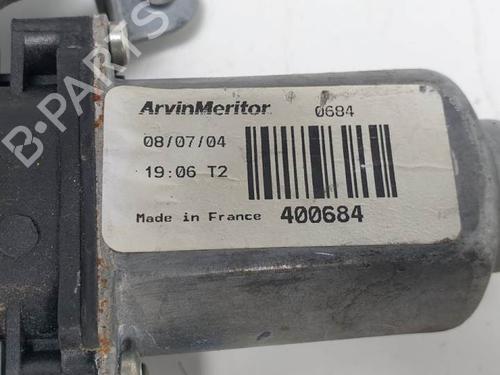 B-PARTS
ArvinMeritor 0684
08/07/04
19:06 T2
Made in France 400684